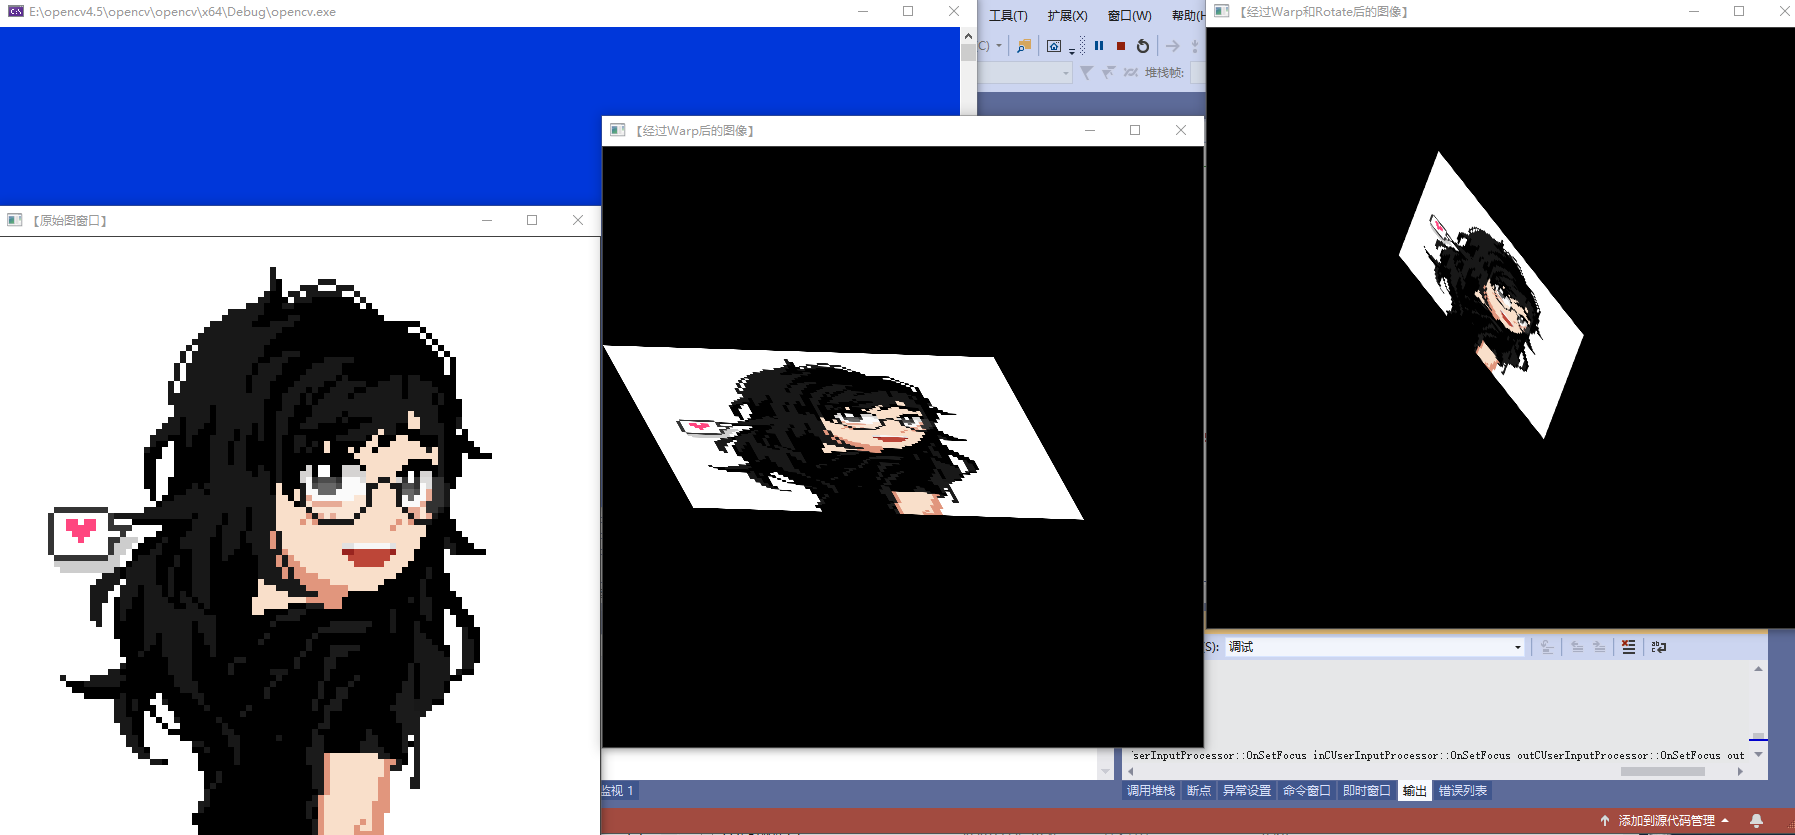 E:\opencv4.5\opencv\opencv\x64\Debug\opencv.exe
工具(T) 扩展(X) 窗口(W) 帮助(H
【经过Warp和Rotate后的图像】
C)
堆栈帧:
【经过Warp后的图像】
【原始图窗口】
S): 调试
serInputProcessor::OnSetFocus inCUserInputProcessor::OnSetFocus outCUserInputProcessor::OnSetFocus out
监视 1
调用堆栈 断点 异常设置 命令窗口 即时窗口 输出 错误列表
添加到源代码管理